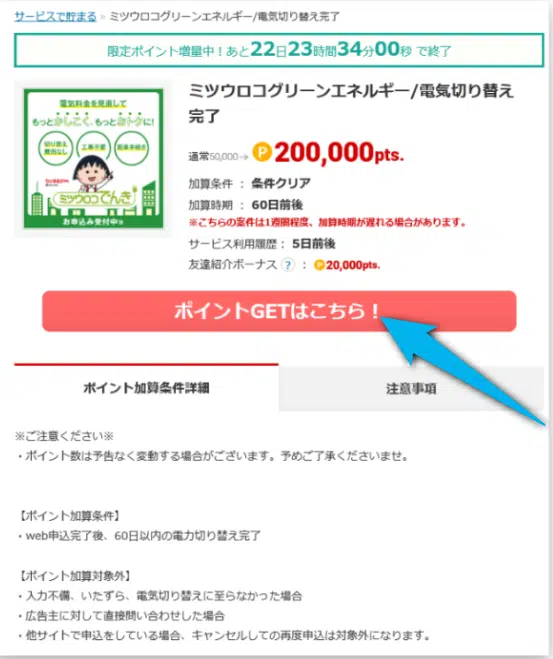 サービスで貯まる » ミツウロコグリーンエネルギー/電気切り替え完了
限定ポイント増量中!あと22日23時間34分00秒 で終了
電気料金を見直して
もっとかしこく、もっとおトクに!
切り替え
費用なし
工事不要
簡単手続き
ミツウロコでんき
お申込み受付中»
ミツウロコグリーンエネルギー/電気切り替え
完了
通常50,000→ P 200,000pts.
加算条件 : 条件クリア
加算時期 : 60日前後
※こちらの案件は1週間程度、加算時期が遅れる場合があります。
サービス利用履歴 : 5日前後
友達紹介ボーナス ? : P 20,000pts.
ポイントGETはこちら!
ポイント加算条件詳細
注意事項
※ご注意ください※
・ポイント数は予告なく変動する場合がございます。予めご了承くださいませ。
【ポイント加算条件】
・web申込完了後、60日以内の電力切り替え完了
【ポイント加算対象外】
・入力不備、いたずら、電気切り替えに至らなかった場合
・広告主に対して直接問い合わせした場合
・他サイトで申込をしている場合、キャンセルしての再度申込は対象外になります。